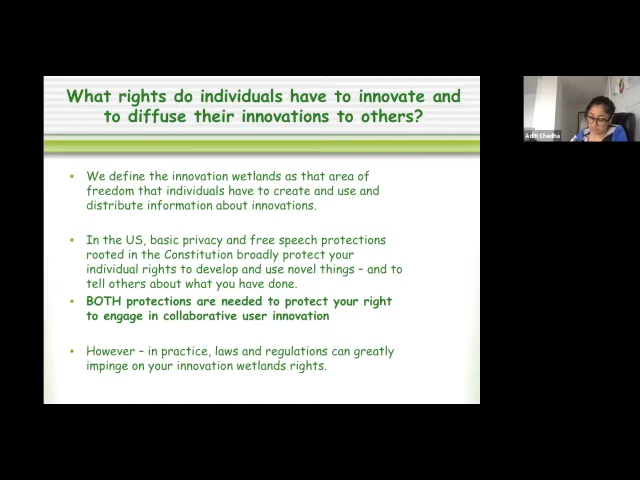 What rights do individuals have to innovate and
to diffuse their innovations to others?
• We define the innovation wetlands as that area of
freedom that individuals have to create and use and
distribute information about innovations.
• In the US, basic privacy and free speech protections
rooted in the Constitution broadly protect your
individual rights to develop and use novel things – and to
tell others about what you have done.
• BOTH protections are needed to protect your right
to engage in collaborative user innovation
• However – in practice, laws and regulations can greatly
impinge on your innovation wetlands rights.
Aditi Chadha